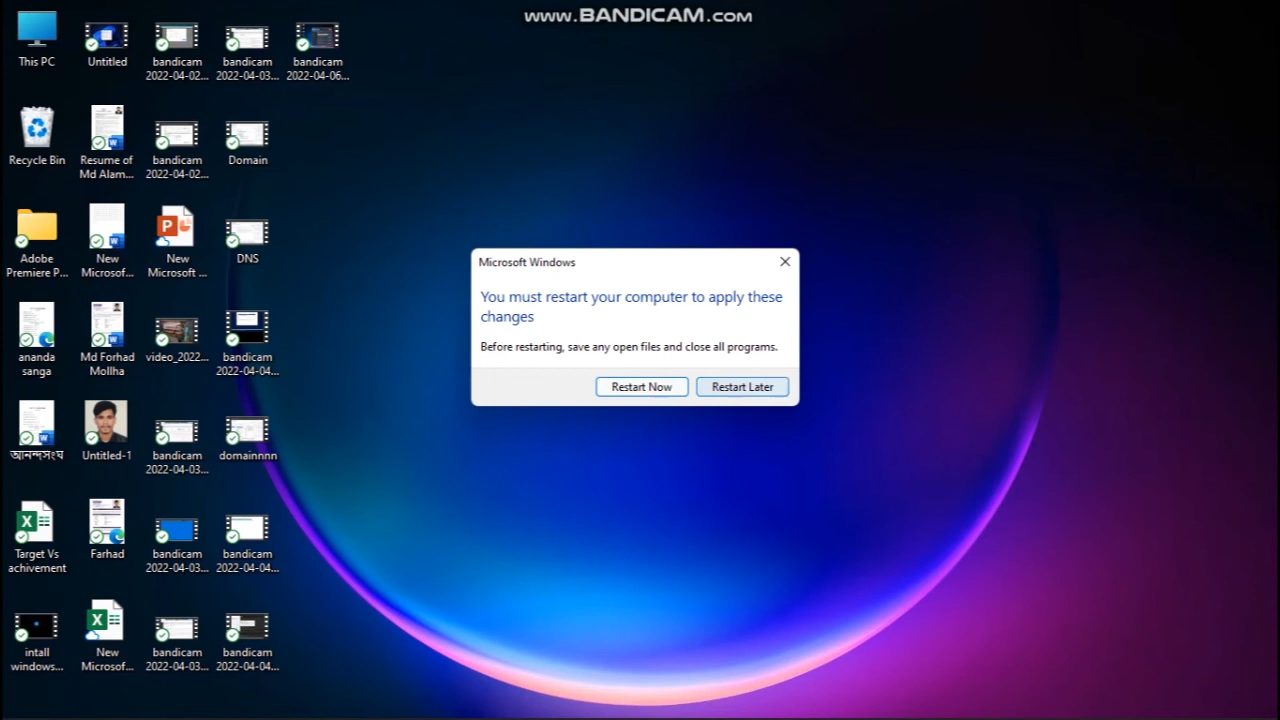 www.BANDICAM.com
This PC
Untitled
bandicam
2022-04-02...
bandicam
2022-04-03...
bandicam
2022-04-06...
Recycle Bin
Resume of
Md Alam...
bandicam
2022-04-02...
Domain
Adobe
Premiere P...
New
Microsof...
New
Microsoft ...
DNS
Microsoft Windows
You must restart your computer to apply these
changes
Before restarting, save any open files and close all programs.
Restart Now
Restart Later
ananda
sanga
Md Forhad
Mollha
video_2022...
bandicam
2022-04-04...
আনন্দসংঘ
Untitled-1
bandicam
2022-04-03...
domainnnn
Target Vs
achivement
Farhad
bandicam
2022-04-03...
bandicam
2022-04-04...
intall
windows...
New
Microsof...
bandicam
2022-04-03...
bandicam
2022-04-04...